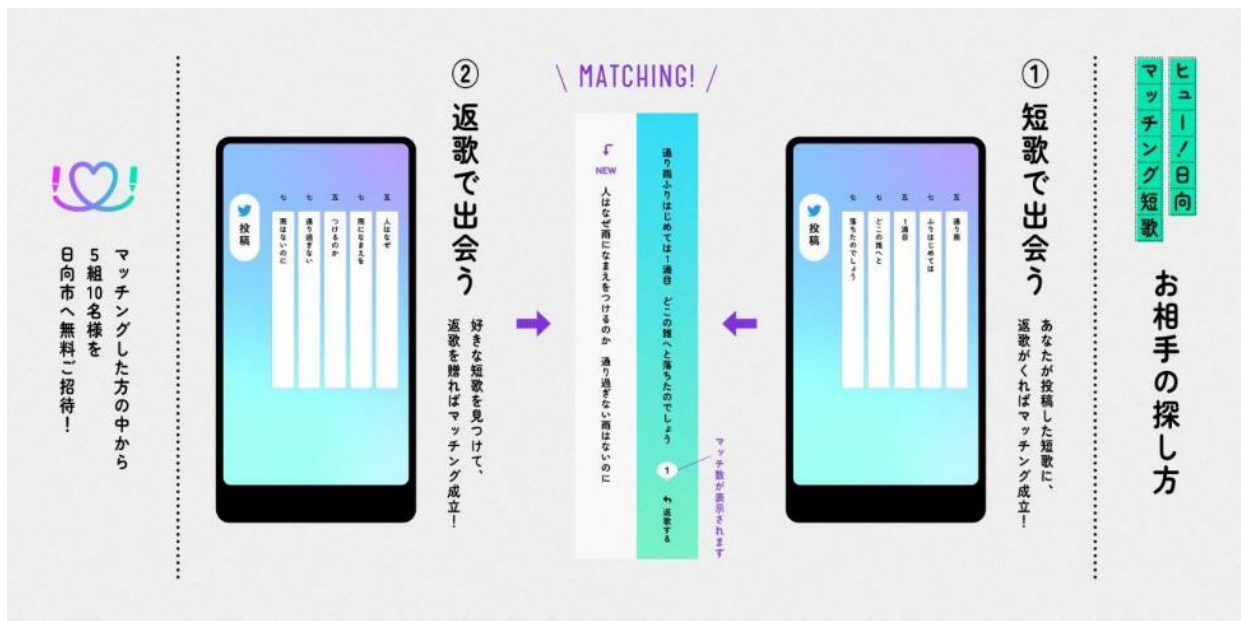 ヒュー！日向
マッチング短歌
お相手の探し方
① 短歌で出会う
あなたが投稿した短歌に、
返歌がくればマッチング成立！
五 通り雨
七 ふりはじめては
五 1滴目
七 どこの誰へと
七 落ちたのでしょう
投稿
\ MATCHING! /
通り雨ふりはじめては1滴目 どこの誰へと落ちたのでしょう
1
返歌する
マッチ数が表示されます
NEW
人はなぜ雨になまえをつけるのか 通り過ぎない雨はないのに
② 返歌で出会う
好きな短歌を見つけて、
返歌を贈ればマッチング成立！
五 人はなぜ
七 雨になまえを
五 つけるのか
七 通り過ぎない
七 雨はないのに
投稿
マッチングした方の中から
5組10名様を
日向市へ無料ご招待！